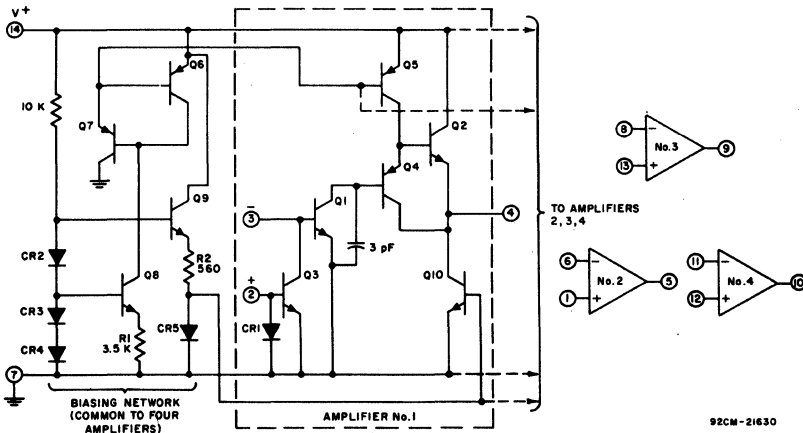 V+
14
Q6
Q5
10 K
Q7
Q2
Q4
8
−
No.3
9
13
+
Q9
Q1
−
3
4
TO AMPLIFIERS
2, 3, 4
CR2
R2
560
3 pF
+
2
Q3
Q10
6
−
No.2
5
1
+
11
−
No.4
10
12
+
Q8
CR3
CR4
R1
3.5 K
CR5
CR1
7
BIASING NETWORK
(COMMON TO FOUR
AMPLIFIERS)
AMPLIFIER No.1
92CM-21630